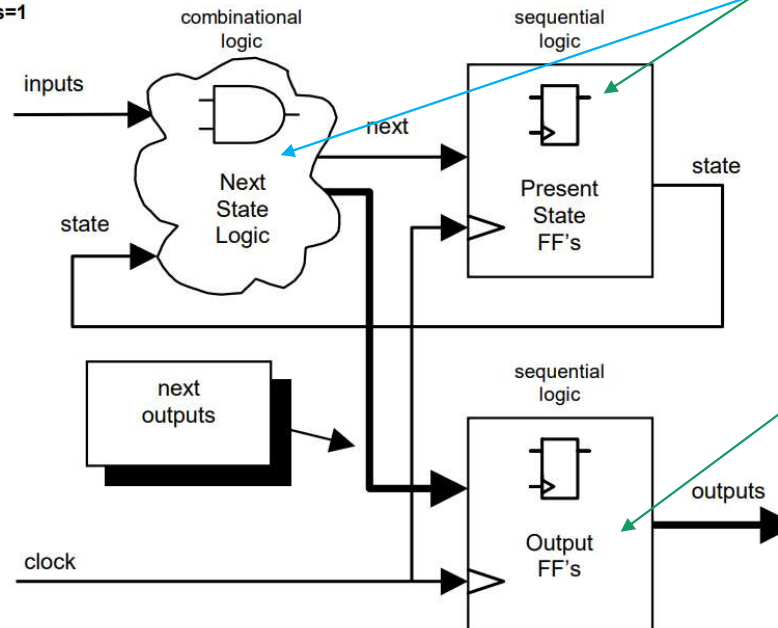 s=1
combinational
logic
sequential
logic
inputs
next
Next
State
Logic
Present
State
FF's
state
state
next
outputs
sequential
logic
outputs
Output
FF's
clock